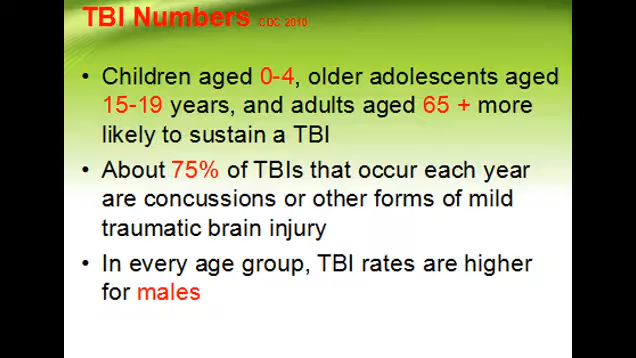 TBI Numbers CDC 2010
• Children aged 0-4, older adolescents aged
15-19 years, and adults aged 65 + more
likely to sustain a TBI
• About 75% of TBIs that occur each year
are concussions or other forms of mild
traumatic brain injury
• In every age group, TBI rates are higher
for males